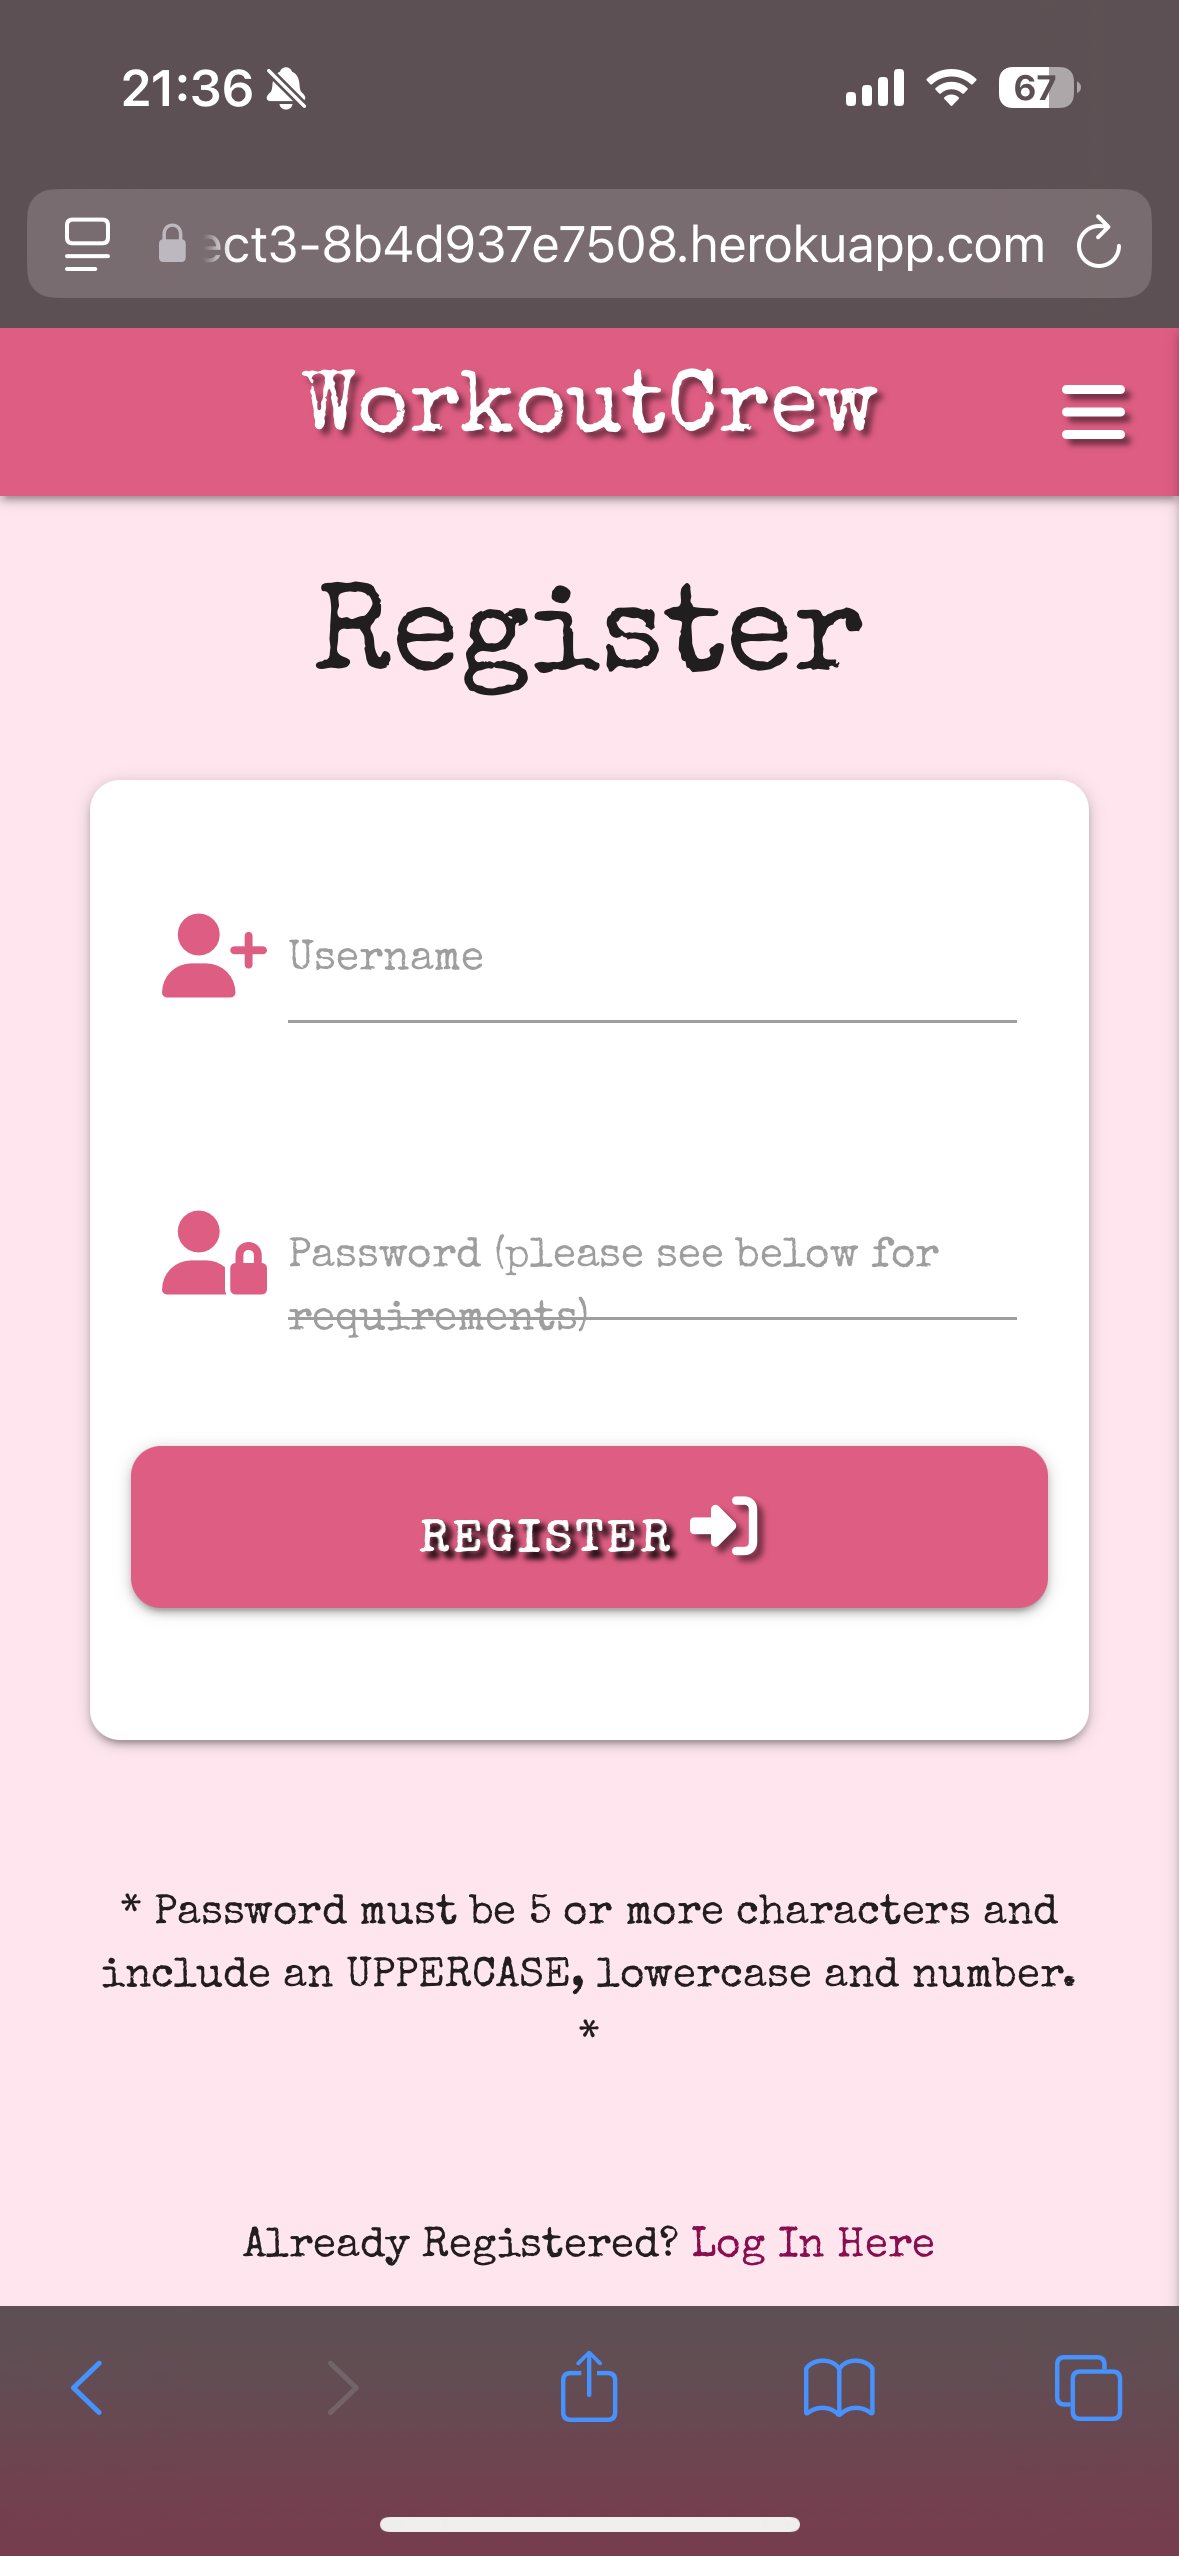 21:36
67
ect3-8b4d937e7508.herokuapp.com
WorkoutCrew
Register
Username
Password (please see below for
requirements)
REGISTER
* Password must be 5 or more characters and
include an UPPERCASE, lowercase and number.
*
Already Registered? Log In Here